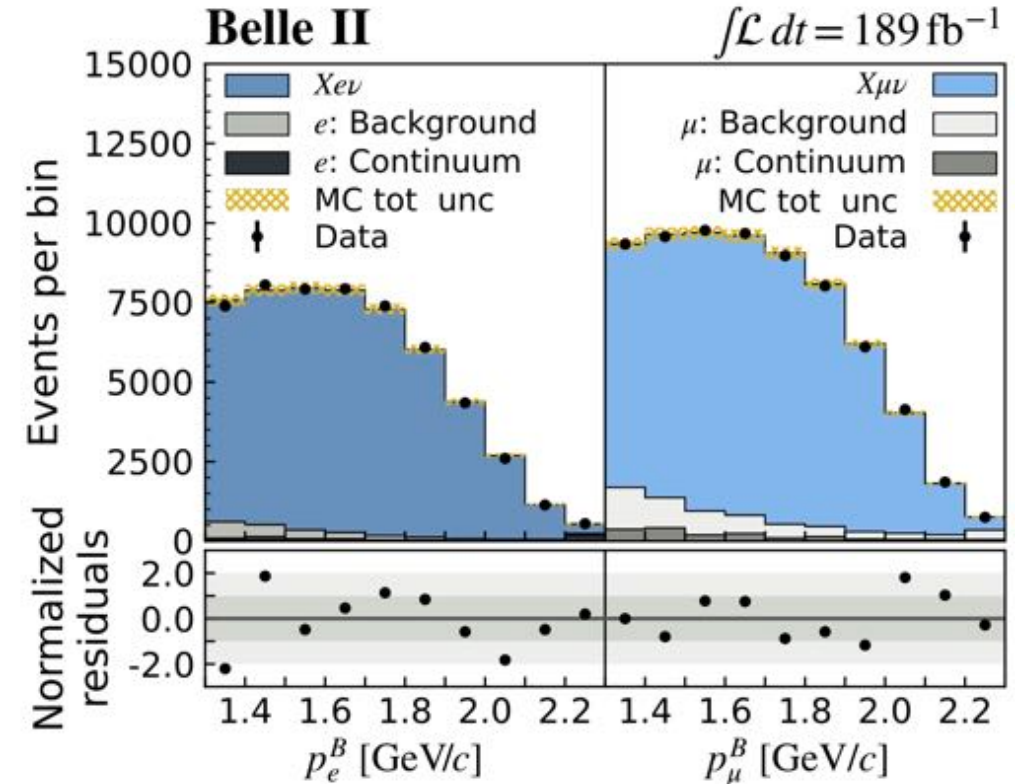 Belle II
∫ℒ dt = 189 fb⁻¹
Events per bin
15000
12500
10000
7500
5000
2500
0
Xeν
e: Background
e: Continuum
MC tot unc
Data
Xμν
μ: Background
μ: Continuum
MC tot unc
Data
Normalized
residuals
2.0
0.0
-2.0
1.4 1.6 1.8 2.0 2.2
1.4 1.6 1.8 2.0 2.2
p_e^B [GeV/c]
p_μ^B [GeV/c]